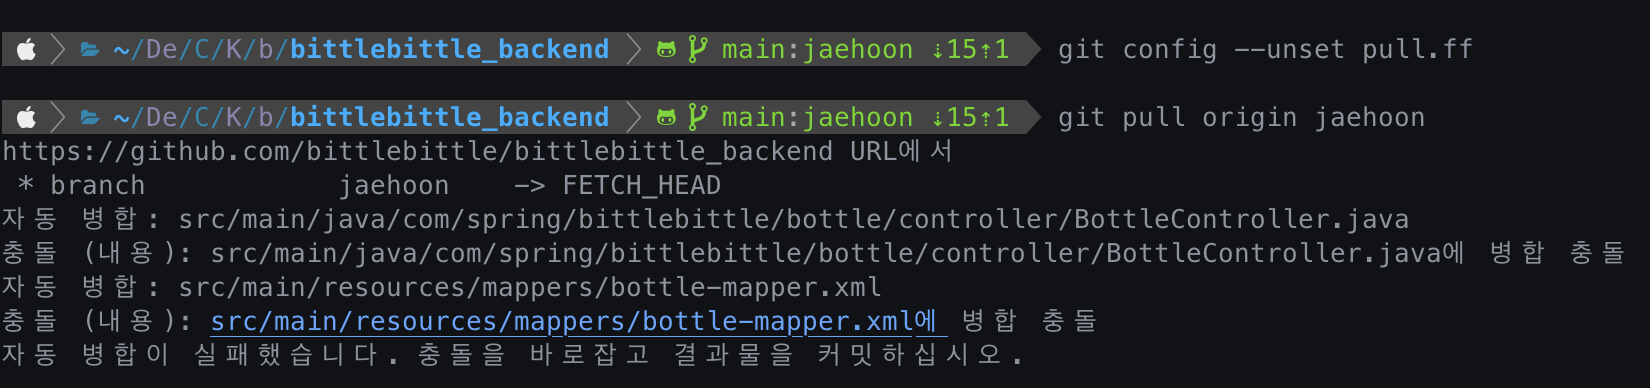 ~/De/C/K/b/bittlebittle_backend main:jaehoon ⇣15⇡1 git config --unset pull.ff
~/De/C/K/b/bittlebittle_backend main:jaehoon ⇣15⇡1 git pull origin jaehoon
https://github.com/bittlebittle/bittlebittle_backend URL에서
* branch            jaehoon    -> FETCH_HEAD
자동 병합: src/main/java/com/spring/bittlebittle/bottle/controller/BottleController.java
충돌 (내용): src/main/java/com/spring/bittlebittle/bottle/controller/BottleController.java에 병합 충돌
자동 병합: src/main/resources/mappers/bottle-mapper.xml
충돌 (내용): src/main/resources/mappers/bottle-mapper.xml에 병합 충돌
자동 병합이 실패했습니다. 충돌을 바로잡고 결과물을 커밋하십시오.